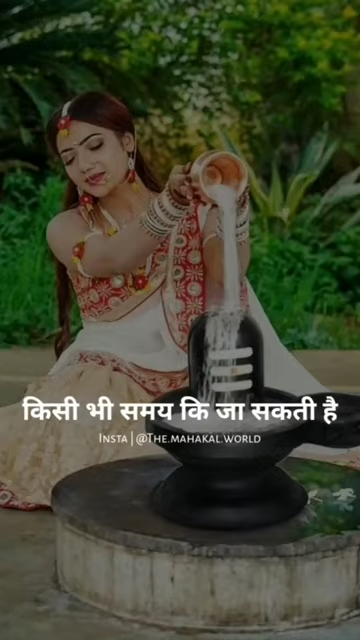 किसी भी समय कि जा सकती है
Insta | @The.mahakal.world